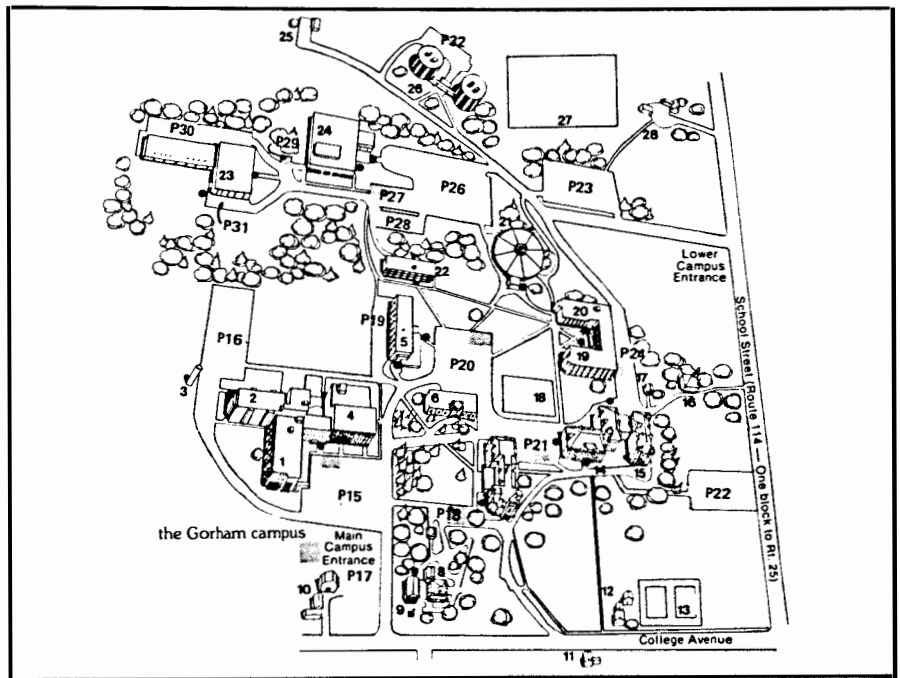 25
P22
26
27
28
P30
P29
24
23
P27
P26
P23
P31
P28
21
22
Lower
Campus
Entrance
School Street (Route 114 — One block to Rt. 25)
P16
P19
5
20
19
P24
P20
3
2
6
18
17
16
4
1
P21
14
15
P15
P22
P18
the Gorham campus
Main
Campus
Entrance
P17
10
8
9
12
13
College Avenue
11